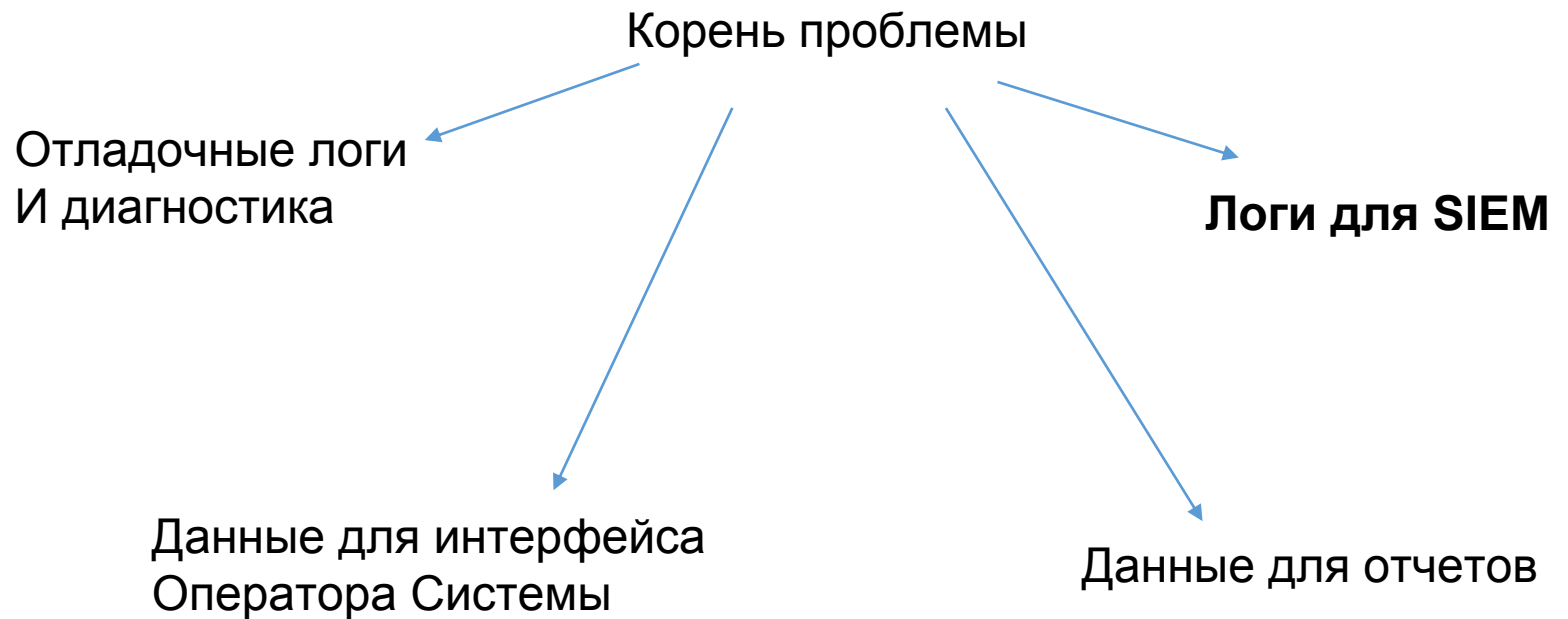 Корень проблемы
Отладочные логи
И диагностика
Логи для SIEM
Данные для интерфейса
Оператора Системы
Данные для отчетов